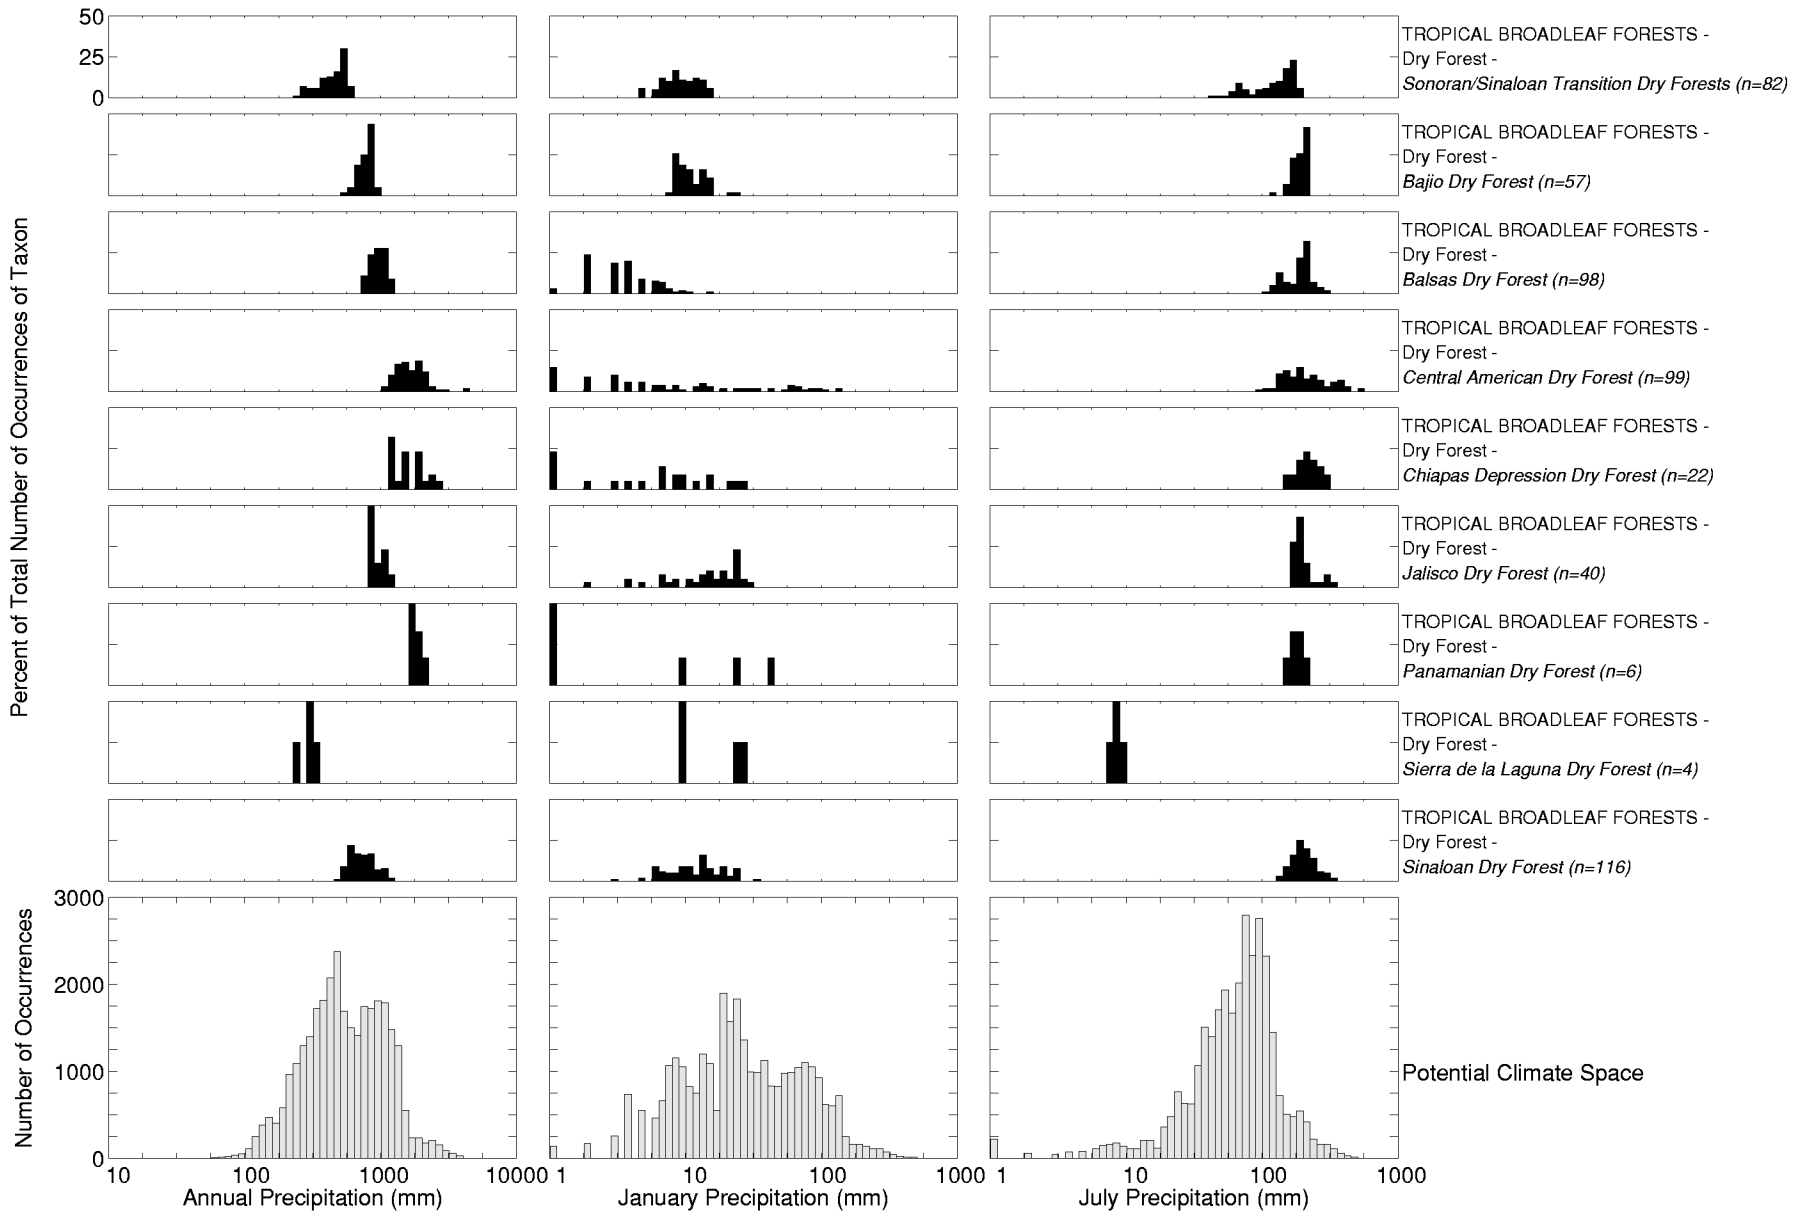 50
25
0
TROPICAL BROADLEAF FORESTS -
Dry Forest -
Sonoran/Sinaloan Transition Dry Forests (n=82)
TROPICAL BROADLEAF FORESTS -
Dry Forest -
Bajio Dry Forest (n=57)
TROPICAL BROADLEAF FORESTS -
Dry Forest -
Balsas Dry Forest (n=98)
TROPICAL BROADLEAF FORESTS -
Dry Forest -
Central American Dry Forest (n=99)
TROPICAL BROADLEAF FORESTS -
Dry Forest -
Chiapas Depression Dry Forest (n=22)
TROPICAL BROADLEAF FORESTS -
Dry Forest -
Jalisco Dry Forest (n=40)
TROPICAL BROADLEAF FORESTS -
Dry Forest -
Panamanian Dry Forest (n=6)
TROPICAL BROADLEAF FORESTS -
Dry Forest -
Sierra de la Laguna Dry Forest (n=4)
TROPICAL BROADLEAF FORESTS -
Dry Forest -
Sinaloan Dry Forest (n=116)
Percent of Total Number of Occurrences of Taxon
3000
2000
1000
0
Number of Occurrences
Potential Climate Space
10 100 1000 10000 1 10 100 1000 1 10 100 1000
Annual Precipitation (mm) January Precipitation (mm) July Precipitation (mm)